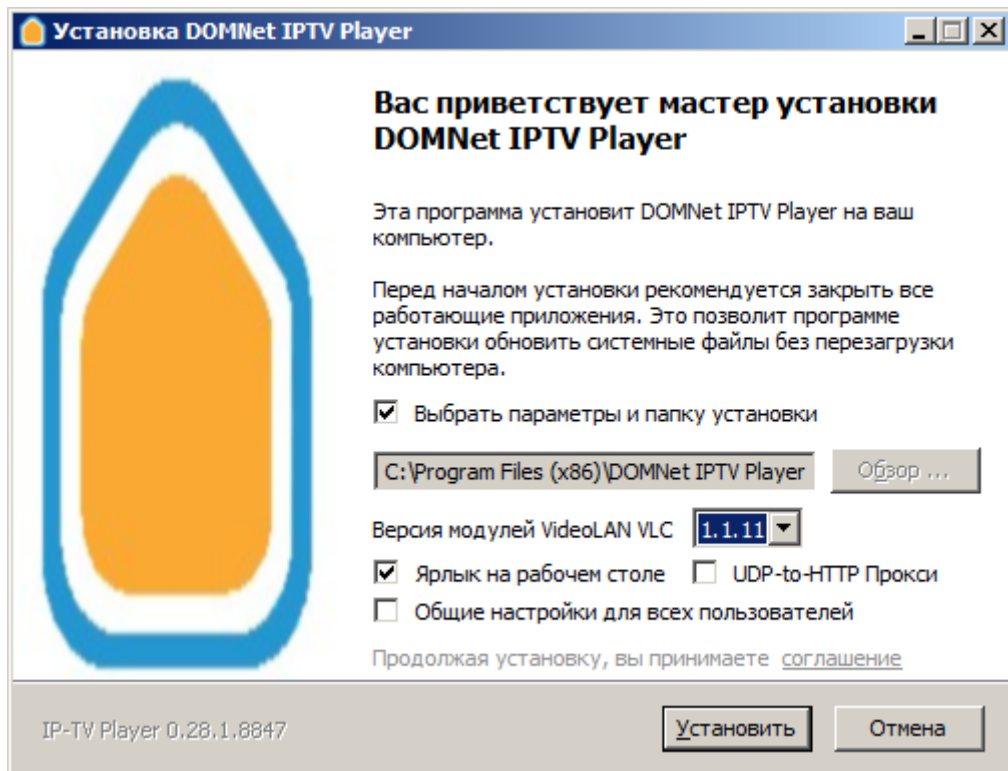 Установка DOMNet IPTV Player
Вас приветствует мастер установки
DOMNet IPTV Player
Эта программа установит DOMNet IPTV Player на ваш
компьютер.
Перед началом установки рекомендуется закрыть все
работающие приложения. Это позволит программе
установки обновить системные файлы без перезагрузки
компьютера.
Выбрать параметры и папку установки
C:\Program Files (x86)\DOMNet IPTV Player Обзор ...
Версия модулей VideoLAN VLC 1.1.11
Ярлык на рабочем столе UDP-to-HTTP Прокси
Общие настройки для всех пользователей
Продолжая установку, вы принимаете соглашение
IP-TV Player 0.28.1.8847 Установить Отмена